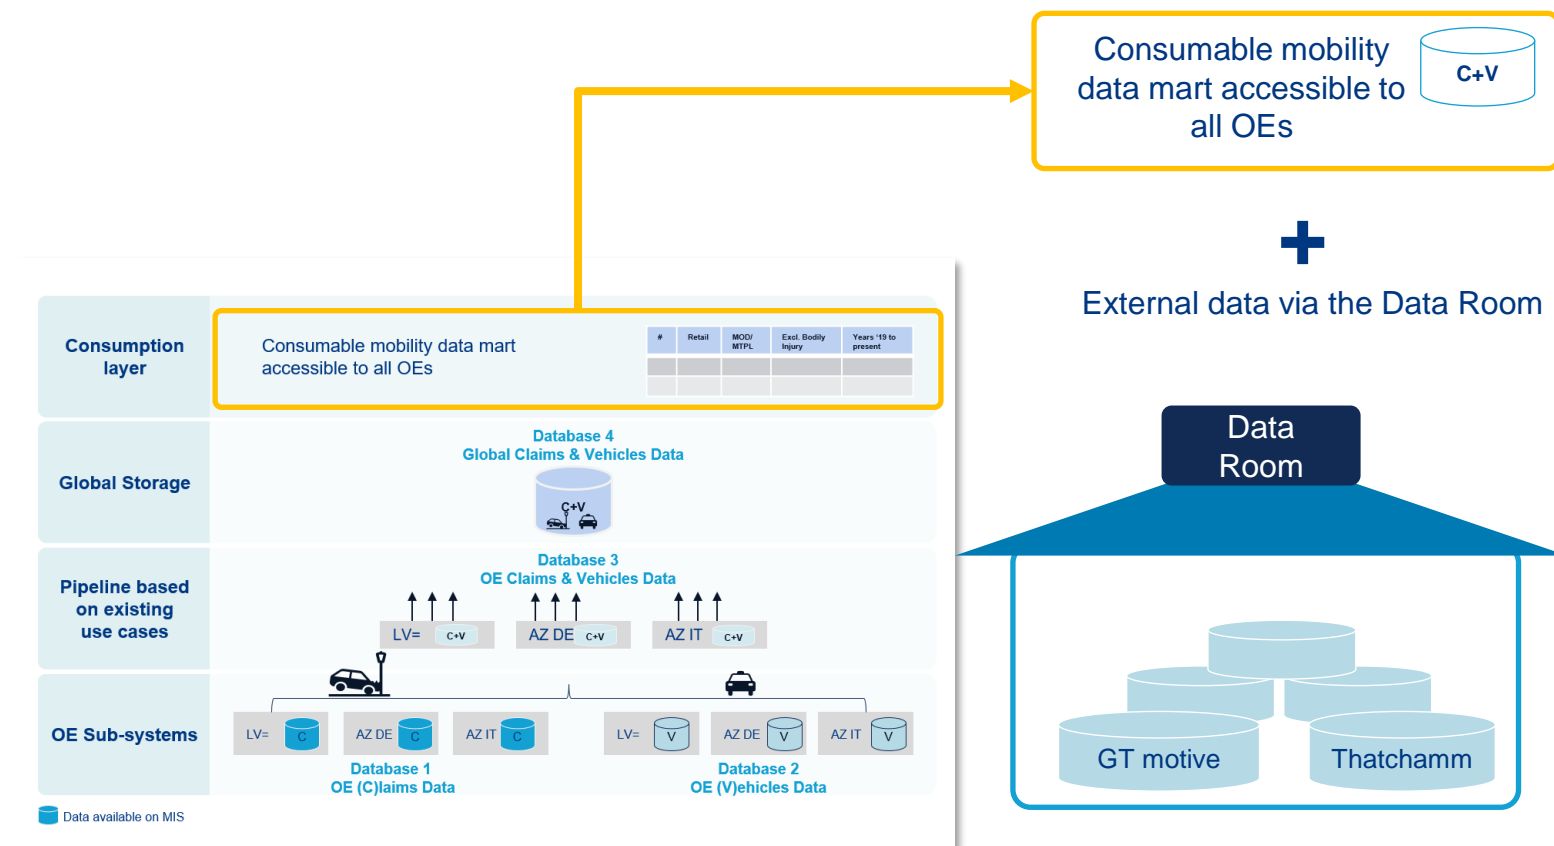 Consumable mobility
data mart accessible to
all OEs
C+V
External data via the Data Room
Consumption
layer
Consumable mobility data mart
accessible to all OEs
# Retail MOD/ MTPL Excl. Bodily Injury Years '19 to present
Global Storage
Database 4
Global Claims & Vehicles Data
C+V
Pipeline based
on existing
use cases
Database 3
OE Claims & Vehicles Data
LV= C+V AZ DE C+V AZ IT C+V
OE Sub-systems
LV= C AZ DE C AZ IT C LV= V AZ DE V AZ IT V
Database 1
OE (C)laims Data
Database 2
OE (V)ehicles Data
Data available on MIS
Data
Room
GT motive
Thatchamm